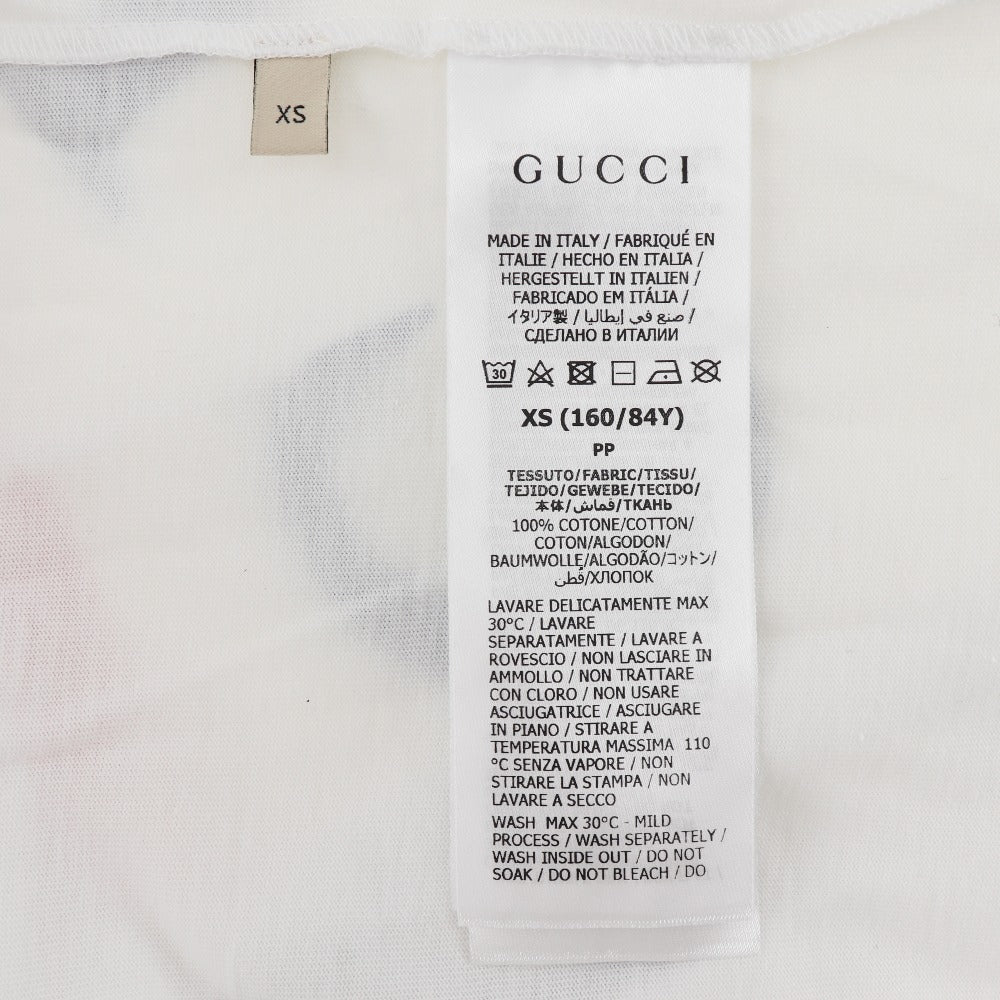 XS
GUCCI
MADE IN ITALY / FABRIQUÉ EN
ITALIE / HECHO EN ITALIA /
HERGESTELLT IN ITALIEN /
FABRICADO EM ITÁLIA /
イタリア製 / صنع في إيطاليا /
СДЕЛАНО В ИТАЛИИ
30
XS (160/84Y)
PP
TESSUTO/FABRIC/TISSU/
TEJIDO/GEWEBE/TECIDO/
本体/قماش/ТКАНЬ
100% COTONE/COTTON/
COTON/ALGODON/
BAUMWOLLE/ALGODÃO/コットン/
قُطن/ХЛОПОК
LAVARE DELICATAMENTE MAX
30°C / LAVARE
SEPARATAMENTE / LAVARE A
ROVESCIO / NON LASCIARE IN
AMMOLLO / NON TRATTARE
CON CLORO / NON USARE
ASCIUGATRICE / ASCIUGARE
IN PIANO / STIRARE A
TEMPERATURA MASSIMA 110
°C SENZA VAPORE / NON
STIRARE LA STAMPA / NON
LAVARE A SECCO
WASH MAX 30°C - MILD
PROCESS / WASH SEPARATELY /
WASH INSIDE OUT / DO NOT
SOAK / DO NOT BLEACH / DO